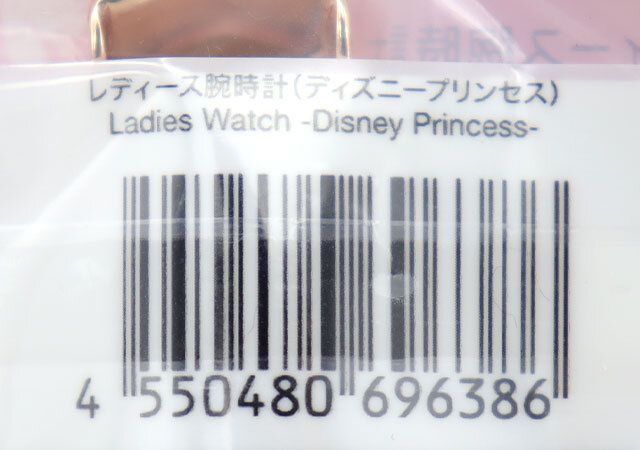 レディース腕時計(ディズニープリンセス)
Ladies Watch -Disney Princess-
4 550480 696386